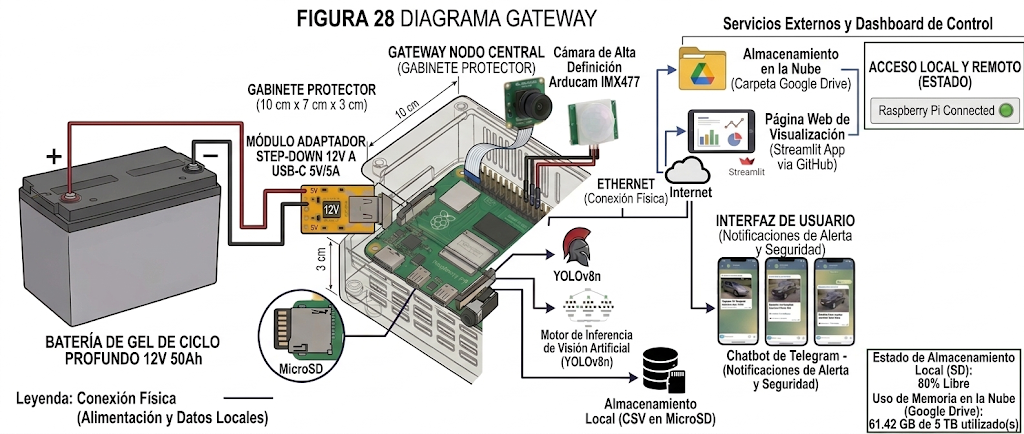 FIGURA 28 DIAGRAMA GATEWAY
GATEWAY NODO CENTRAL
(GABINETE PROTECTOR)
GABINETE PROTECTOR
(10 cm x 7 cm x 3 cm)
10 cm
Cámara de Alta
Definición
Arducam IMX477
MÓDULO ADAPTADOR
STEP-DOWN 12V A
USB-C 5V/5A
+
−
5V
12V
5V
3 cm
MicroSD
BATERÍA DE GEL DE CICLO
PROFUNDO 12V 50Ah
Leyenda: Conexión Física
(Alimentación y Datos Locales)
ETHERNET
(Conexión Física)
YOLOv8n
Motor de Inferencia
de Visión Artificial
(YOLOv8n)
Almacenamiento
Local (CSV en MicroSD)
Servicios Externos y Dashboard de Control
Almacenamiento
en la Nube
(Carpeta Google Drive)
Página Web de
Visualización
(Streamlit App
via GitHub)
Streamlit
Internet
ACCESO LOCAL Y REMOTO
(ESTADO)
Raspberry Pi Connected
INTERFAZ DE USUARIO
(Notificaciones de Alerta
y Seguridad)
Chatbot de Telegram -
(Notificaciones de Alerta
y Seguridad)
Estado de Almacenamiento
Local (SD):
80% Libre
Uso de Memoria en la Nube
(Google Drive):
61.42 GB de 5 TB utilizado(s)